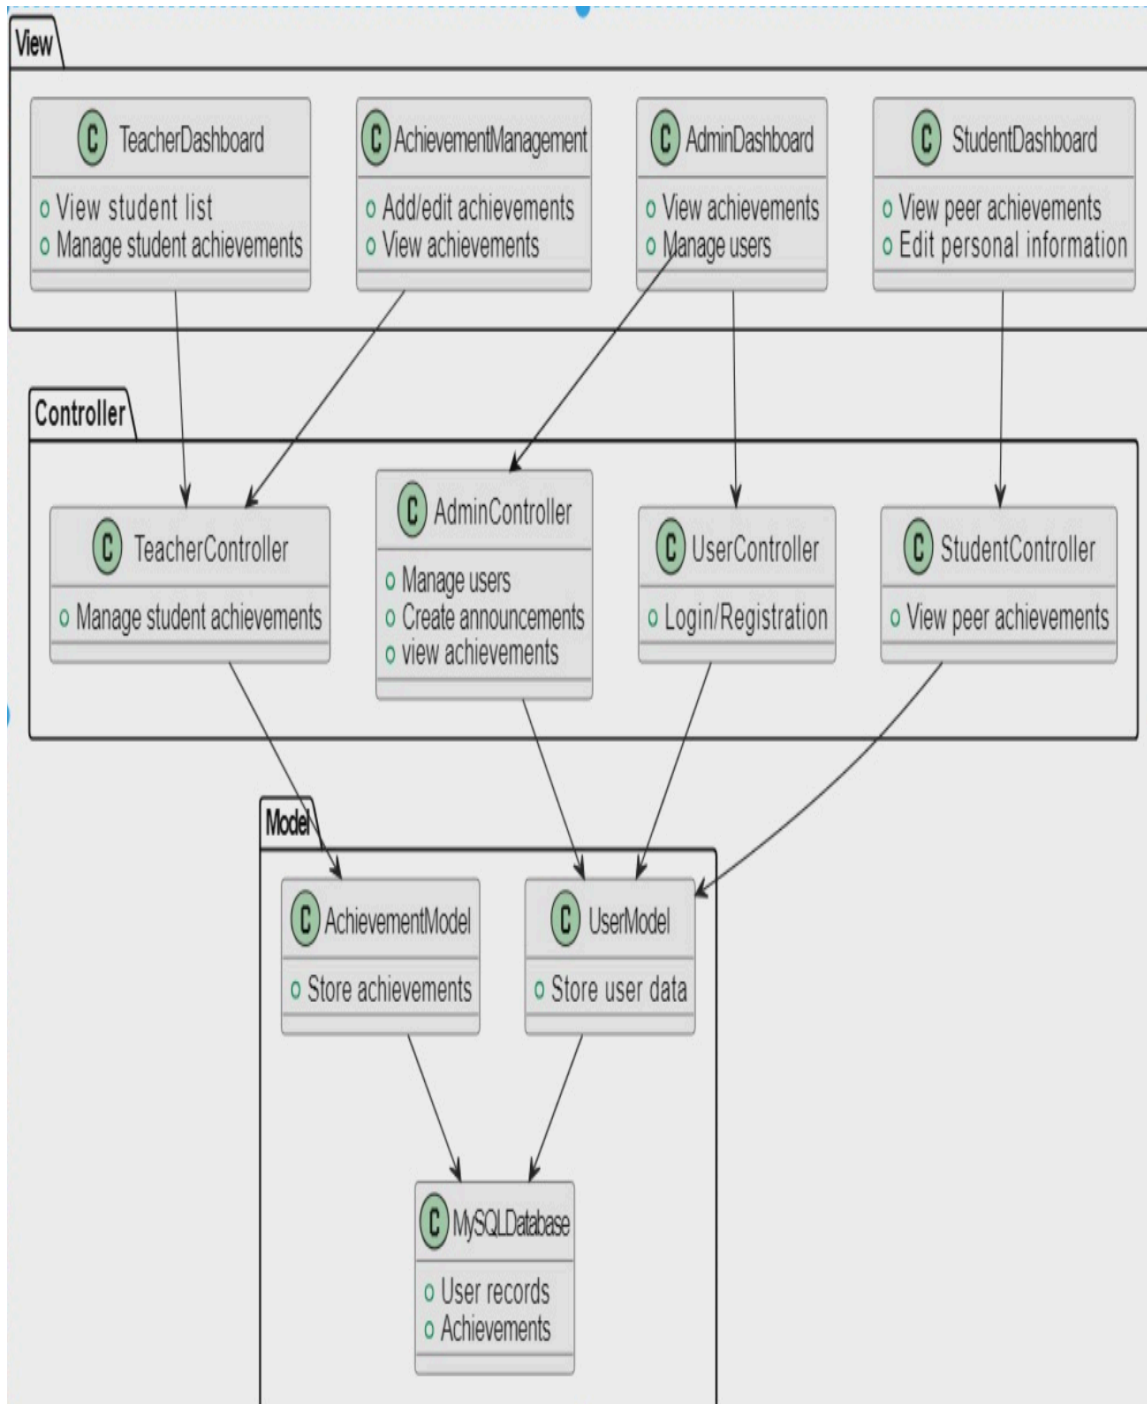 View
C TeacherDashboard
View student list
Manage student achievements
C AchievementManagement
Add/edit achievements
View achievements
C AdminDashboard
View achievements
Manage users
C StudentDashboard
View peer achievements
Edit personal information
Controller
C TeacherController
Manage student achievements
C AdminController
Manage users
Create announcements
view achievements
C UserController
Login/Registration
C StudentController
View peer achievements
Model
C AchievementModel
Store achievements
C UserModel
Store user data
C MySQLDatabase
User records
Achievements